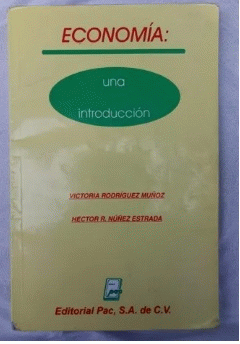 ECONOMÍA:
una
introducción
VICTORIA RODRÍGUEZ MUÑOZ
HECTOR R. NÚÑEZ ESTRADA
Editorial Pac, S.A. de C.V.